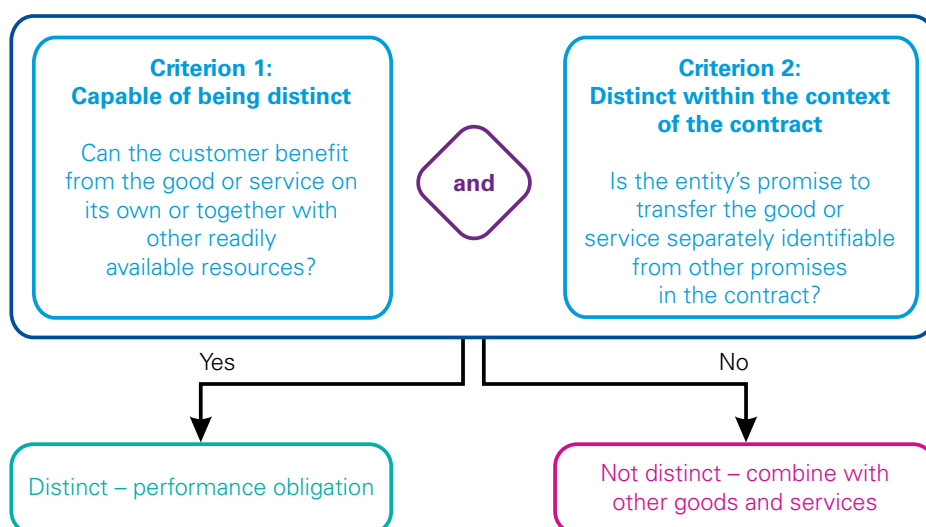 Criterion 1:
Capable of being distinct
Can the customer benefit
from the good or service on
its own or together with
other readily
available resources?
and
Criterion 2:
Distinct within the context
of the contract
Is the entity’s promise to
transfer the good or
service separately identifiable
from other promises
in the contract?
Yes
No
Distinct – performance obligation
Not distinct – combine with
other goods and services